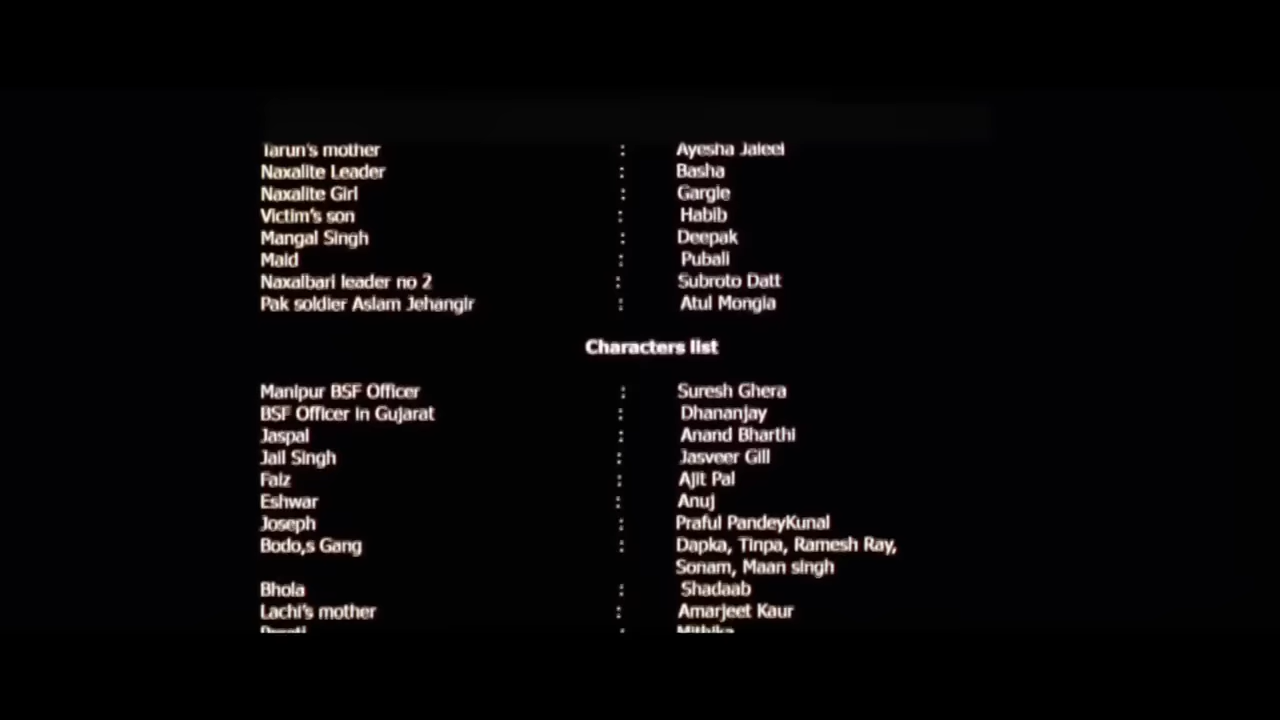 Tarun's mother : Ayesha Jaleel
Naxalite Leader : Basha
Naxalite Girl : Gargie
Victim's son : Habib
Mangal Singh : Deepak
Maid : Pubali
Naxalbari leader no 2 : Subroto Datt
Pak soldier Aslam Jehangir : Atul Mongia
Characters list
Manipur BSF Officer : Suresh Ghera
BSF Officer in Gujarat : Dhananjay
Jaspal : Anand Bharthi
Jail Singh : Jasveer Gill
Faiz : Ajit Pal
Eshwar : Anuj
Joseph : Praful PandeyKunal
Bodo,s Gang : Dapka, Tinpa, Ramesh Ray,
Sonam, Maan singh
Bhola : Shadaab
Lachi's mother : Amarjeet Kaur
: Mithika